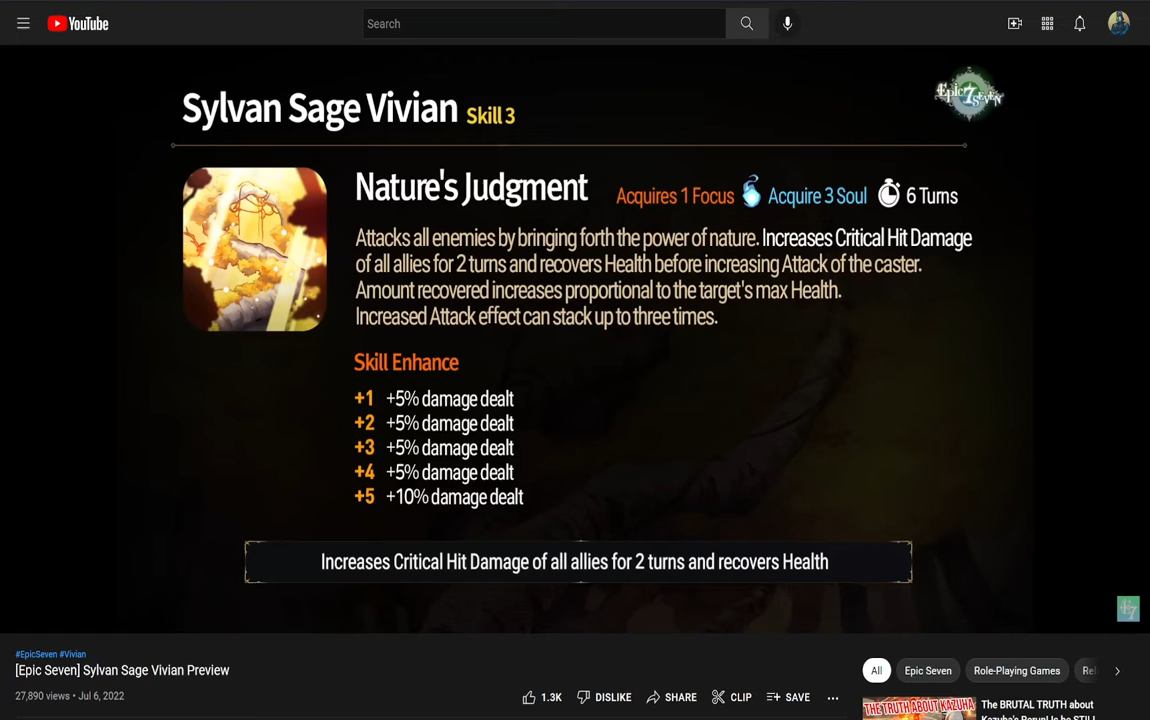 YouTube
Search
Epic7Seven
Sylvan Sage Vivian Skill 3
Nature's Judgment Acquires 1 Focus Acquire 3 Soul 6 Turns
Attacks all enemies by bringing forth the power of nature. Increases Critical Hit Damage
of all allies for 2 turns and recovers Health before increasing Attack of the caster.
Amount recovered increases proportional to the target's max Health.
Increased Attack effect can stack up to three times.
Skill Enhance
+1 +5% damage dealt
+2 +5% damage dealt
+3 +5% damage dealt
+4 +5% damage dealt
+5 +10% damage dealt
Increases Critical Hit Damage of all allies for 2 turns and recovers Health
#EpicSeven #Vivian
[Epic Seven] Sylvan Sage Vivian Preview
27,890 views • Jul 6, 2022
1.3K DISLIKE SHARE CLIP SAVE
All Epic Seven Role-Playing Games
THE TRUTH ABOUT KAZUHA
The BRUTAL TRUTH about